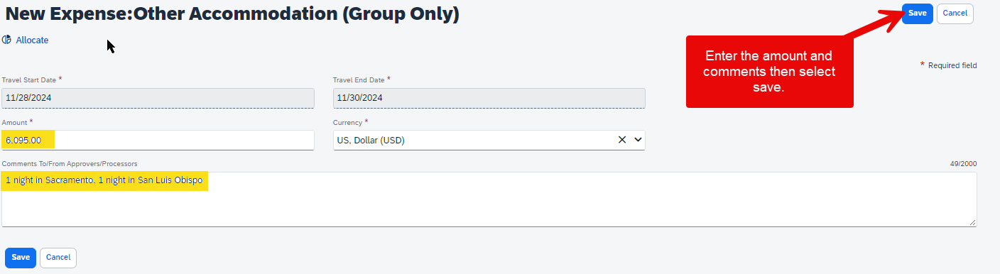 New Expense:Other Accommodation (Group Only)
Save
Cancel
Allocate
Enter the amount and
comments then select
save.
* Required field
Travel Start Date *
Travel End Date *
11/28/2024
11/30/2024
Amount *
Currency *
6,095.00
US, Dollar (USD)
Comments To/From Approvers/Processors
49/2000
1 night in Sacramento. 1 night in San Luis Obispo
Save
Cancel